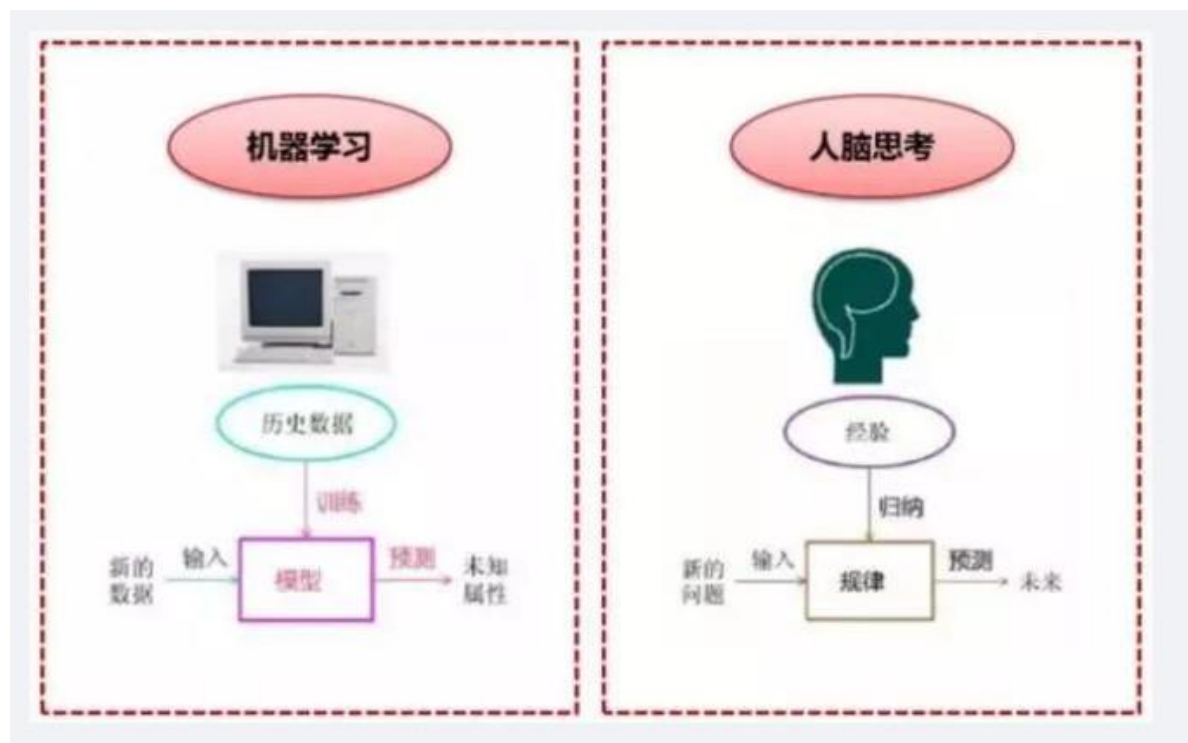 机器学习
历史数据
训练
新的
数据
输入
模型
预测
未知
属性
人脑思考
经验
归纳
新的
问题
输入
规律
预测
未来